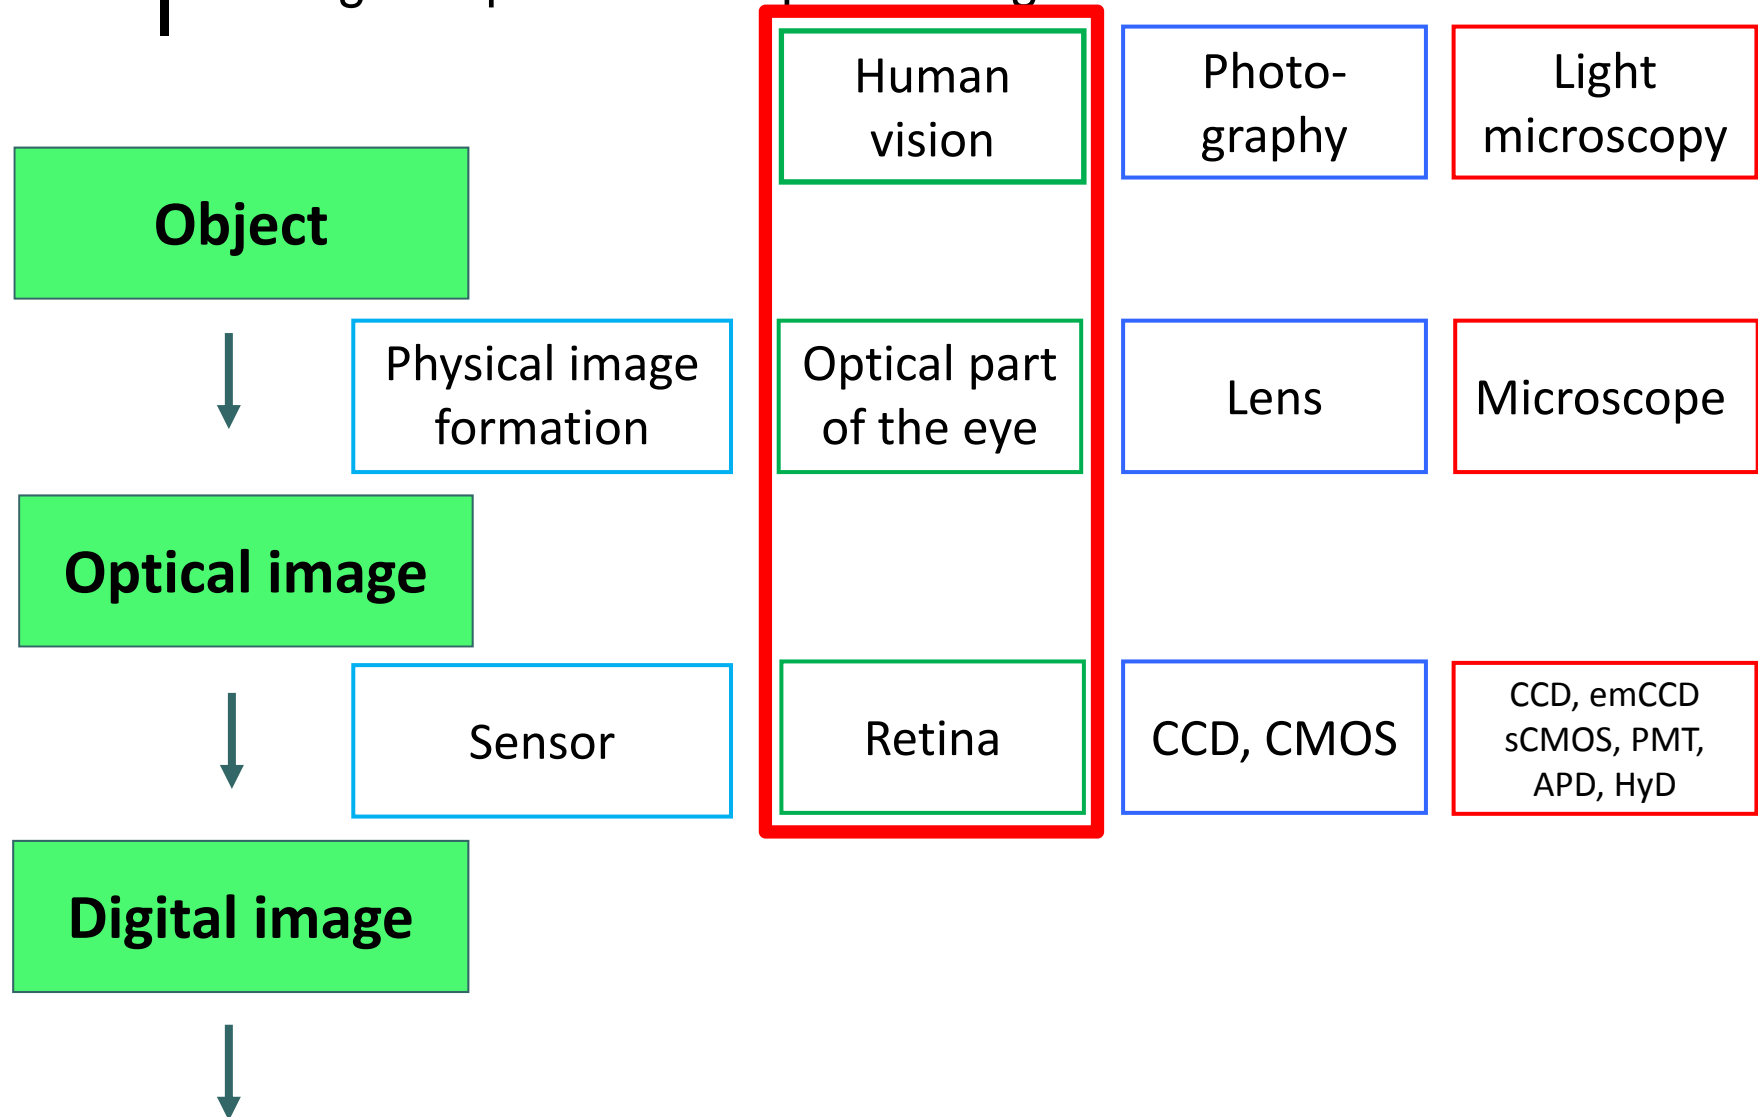 Human
vision
Photo-
graphy
Light
microscopy
Object
Physical image
formation
Optical part
of the eye
Lens
Microscope
Optical image
Sensor
Retina
CCD, CMOS
CCD, emCCD
sCMOS, PMT,
APD, HyD
Digital image